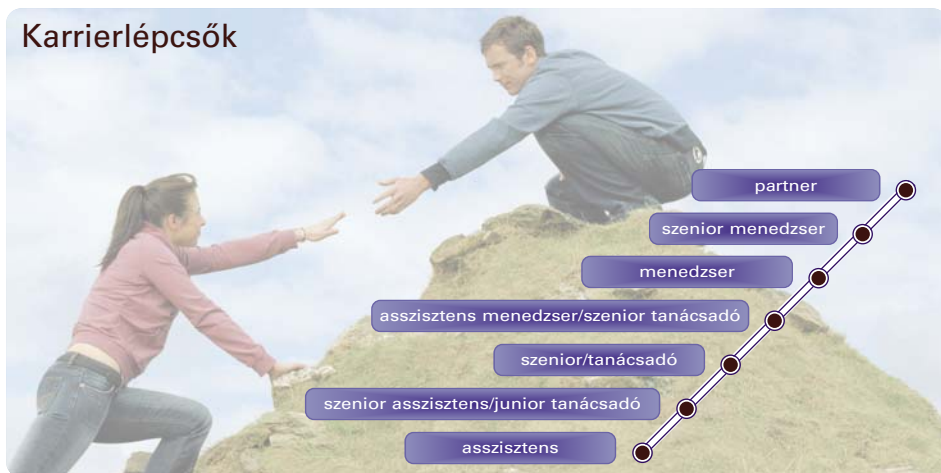 Karrierlépcsők
partner
szenior menedzser
menedzser
asszisztens menedzser/szenior tanácsadó
szenior/tanácsadó
szenior asszisztens/junior tanácsadó
asszisztens